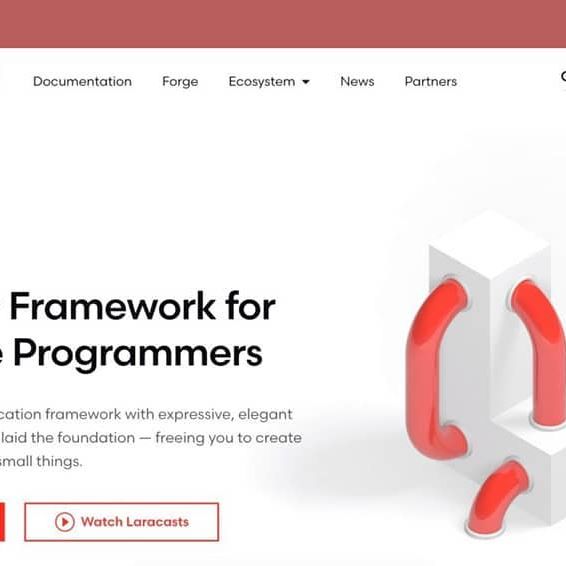 Documentation Forge Ecosystem News Partners
Framework for
Programmers
framework with expressive, elegant
laid the foundation — freeing you to create
small things.
Watch Laracasts